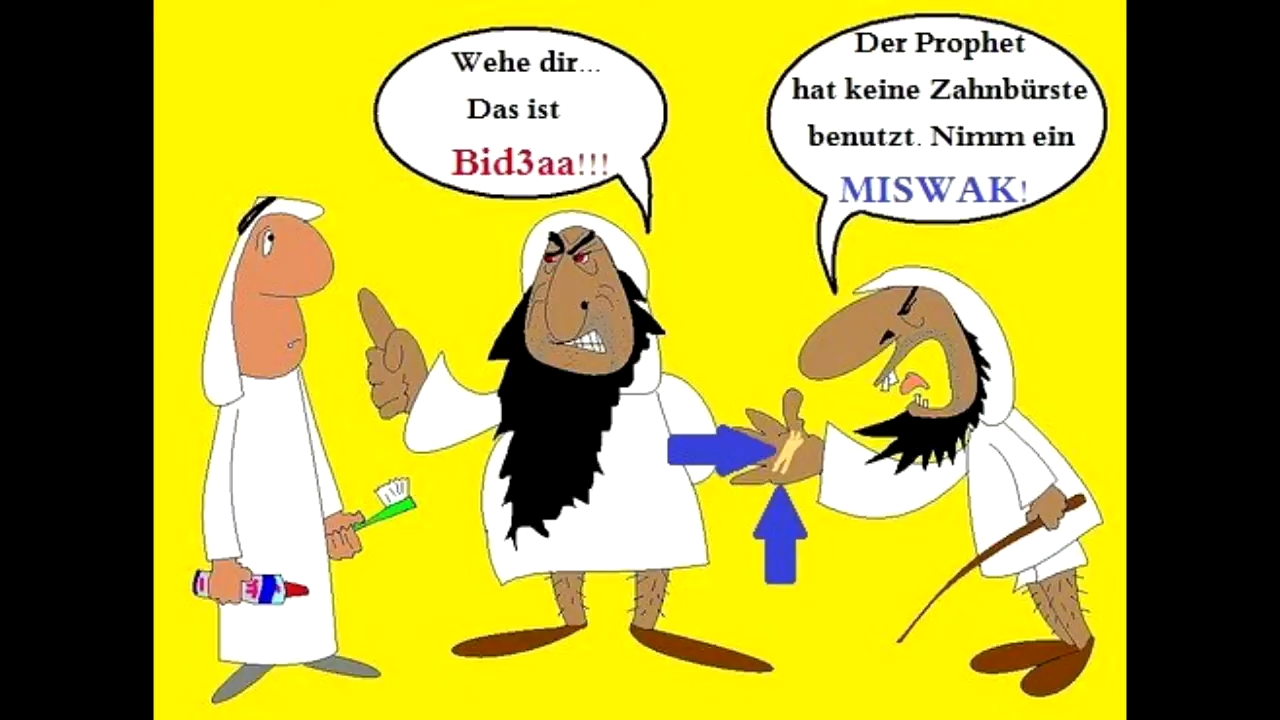 Wehe dir...
Das ist
Bid3aa!!!
Der Prophet
hat keine Zahnbürste
benutzt. Nimm ein
MISWAK!